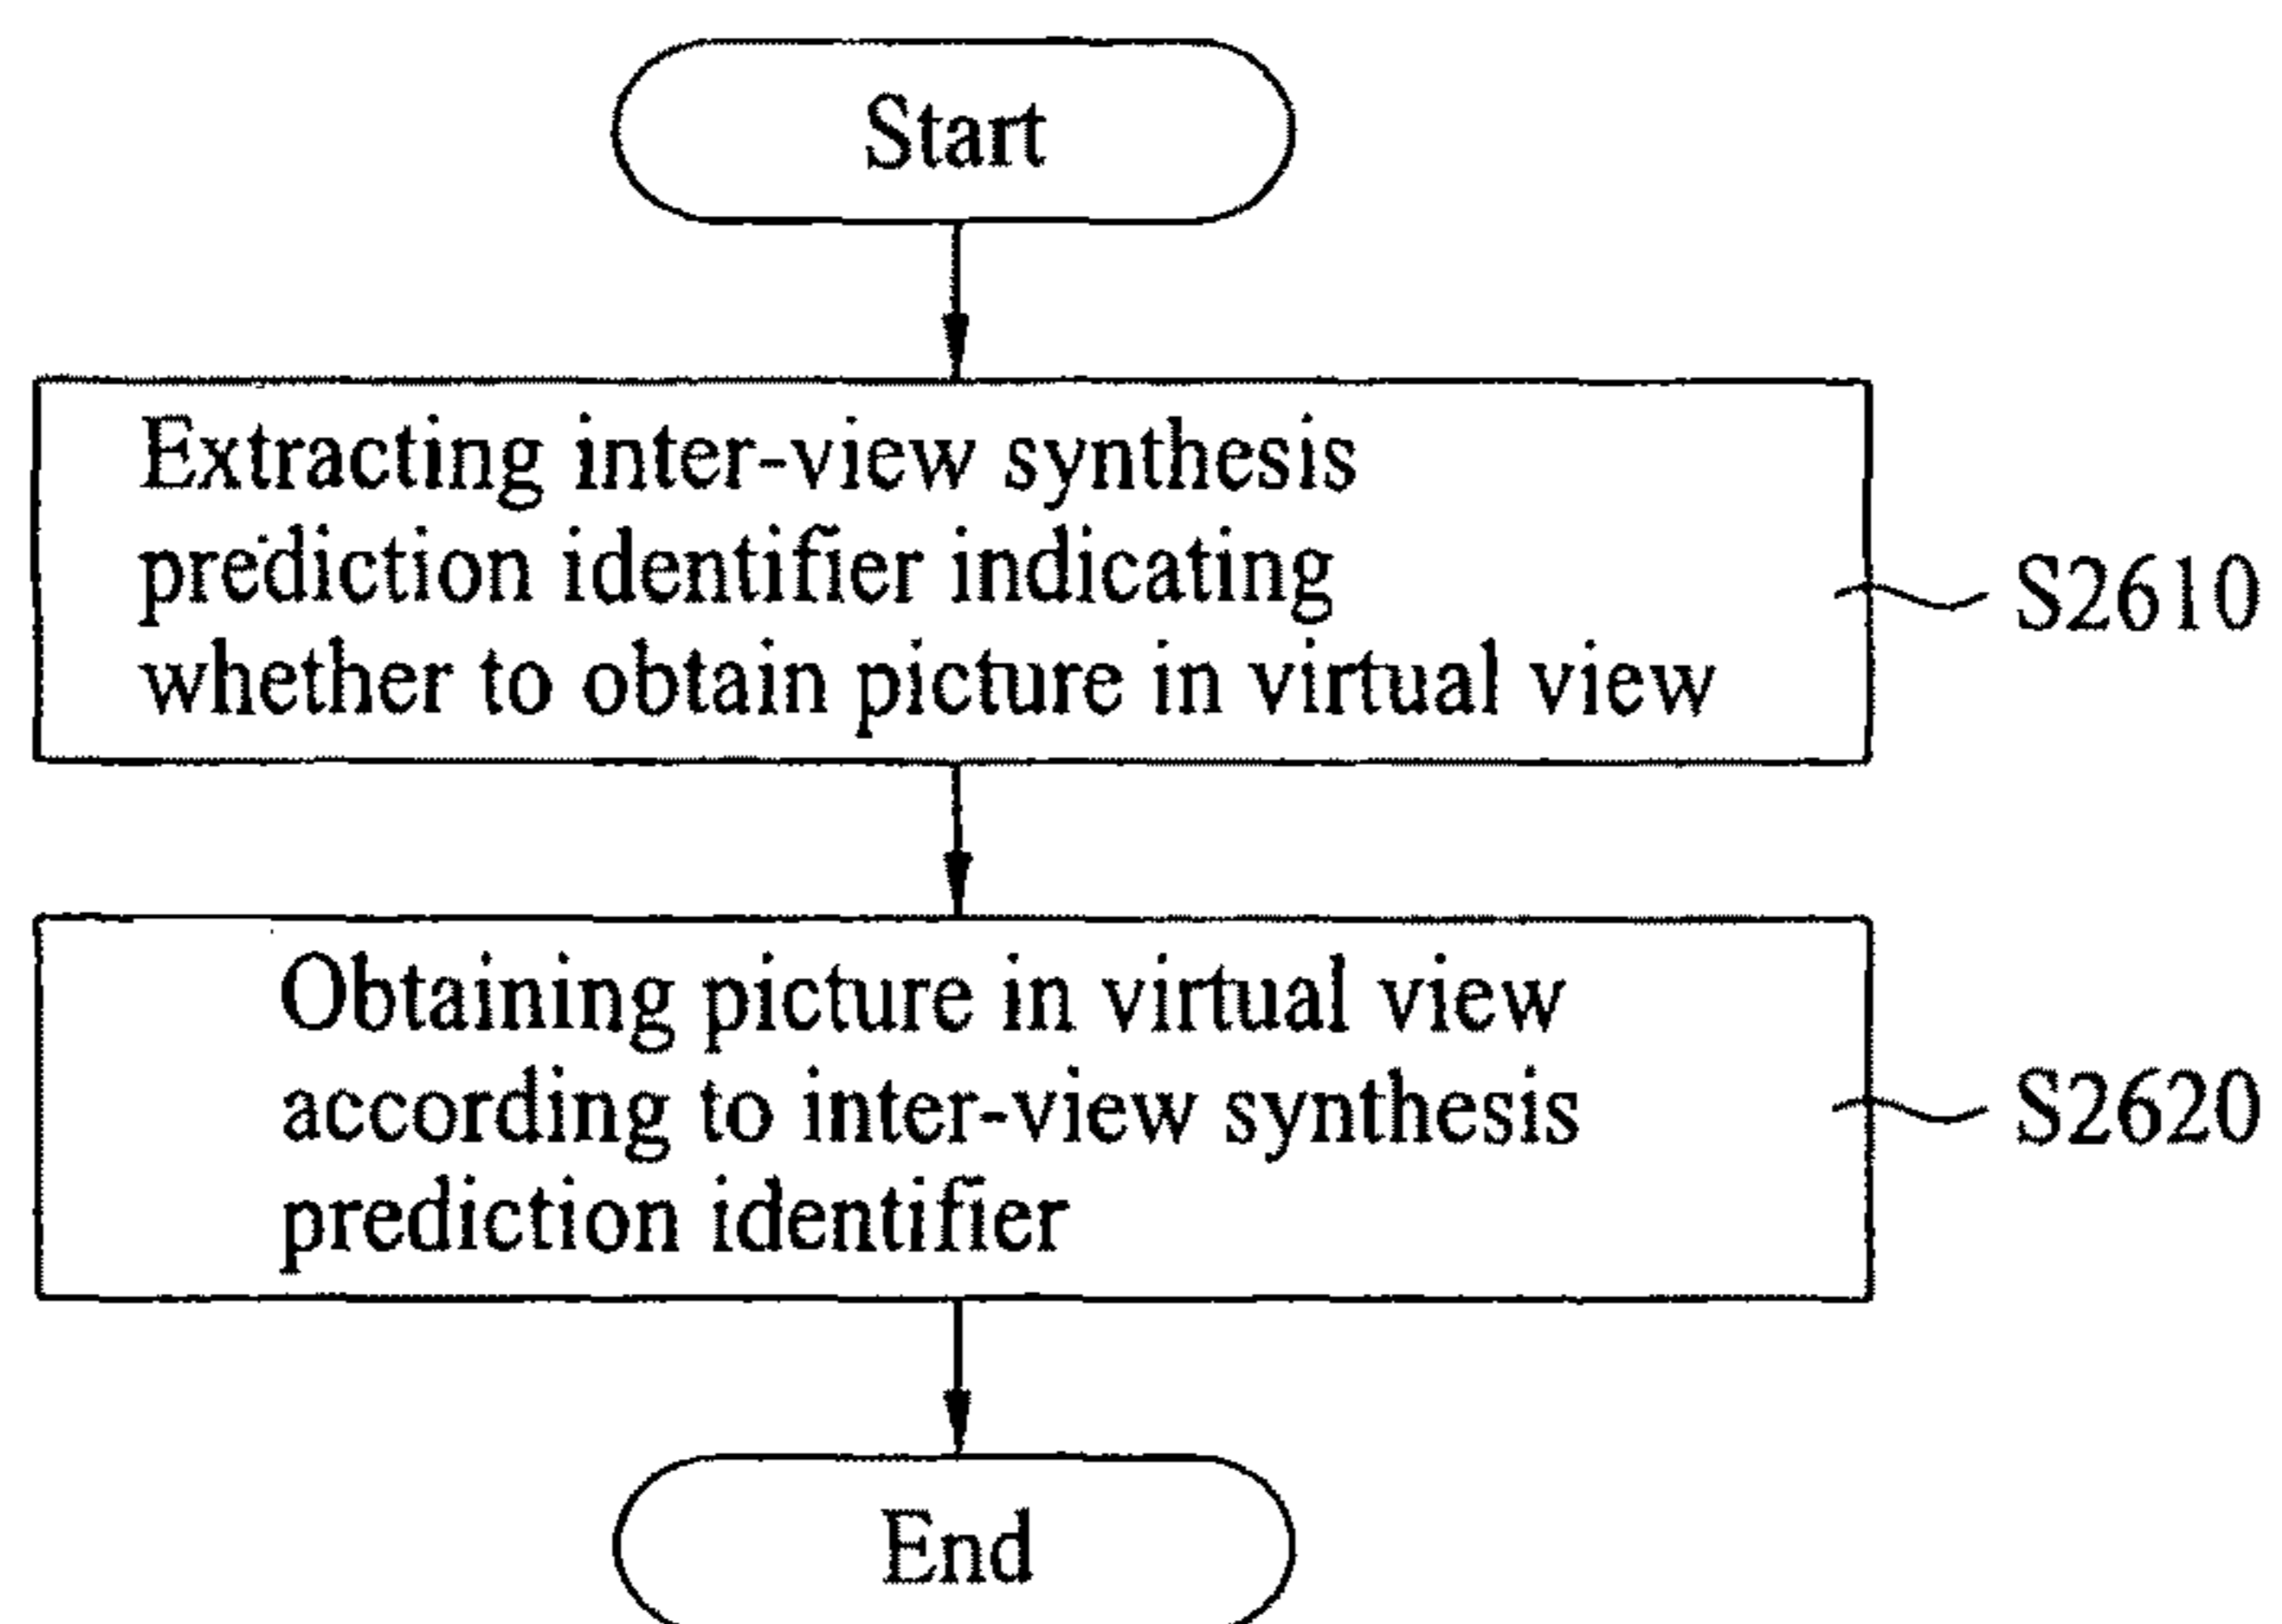 Start
Extracting inter-view synthesis
prediction identifier indicating
whether to obtain picture in virtual view
S2610
Obtaining picture in virtual view
according to inter-view synthesis
prediction identifier
S2620
End